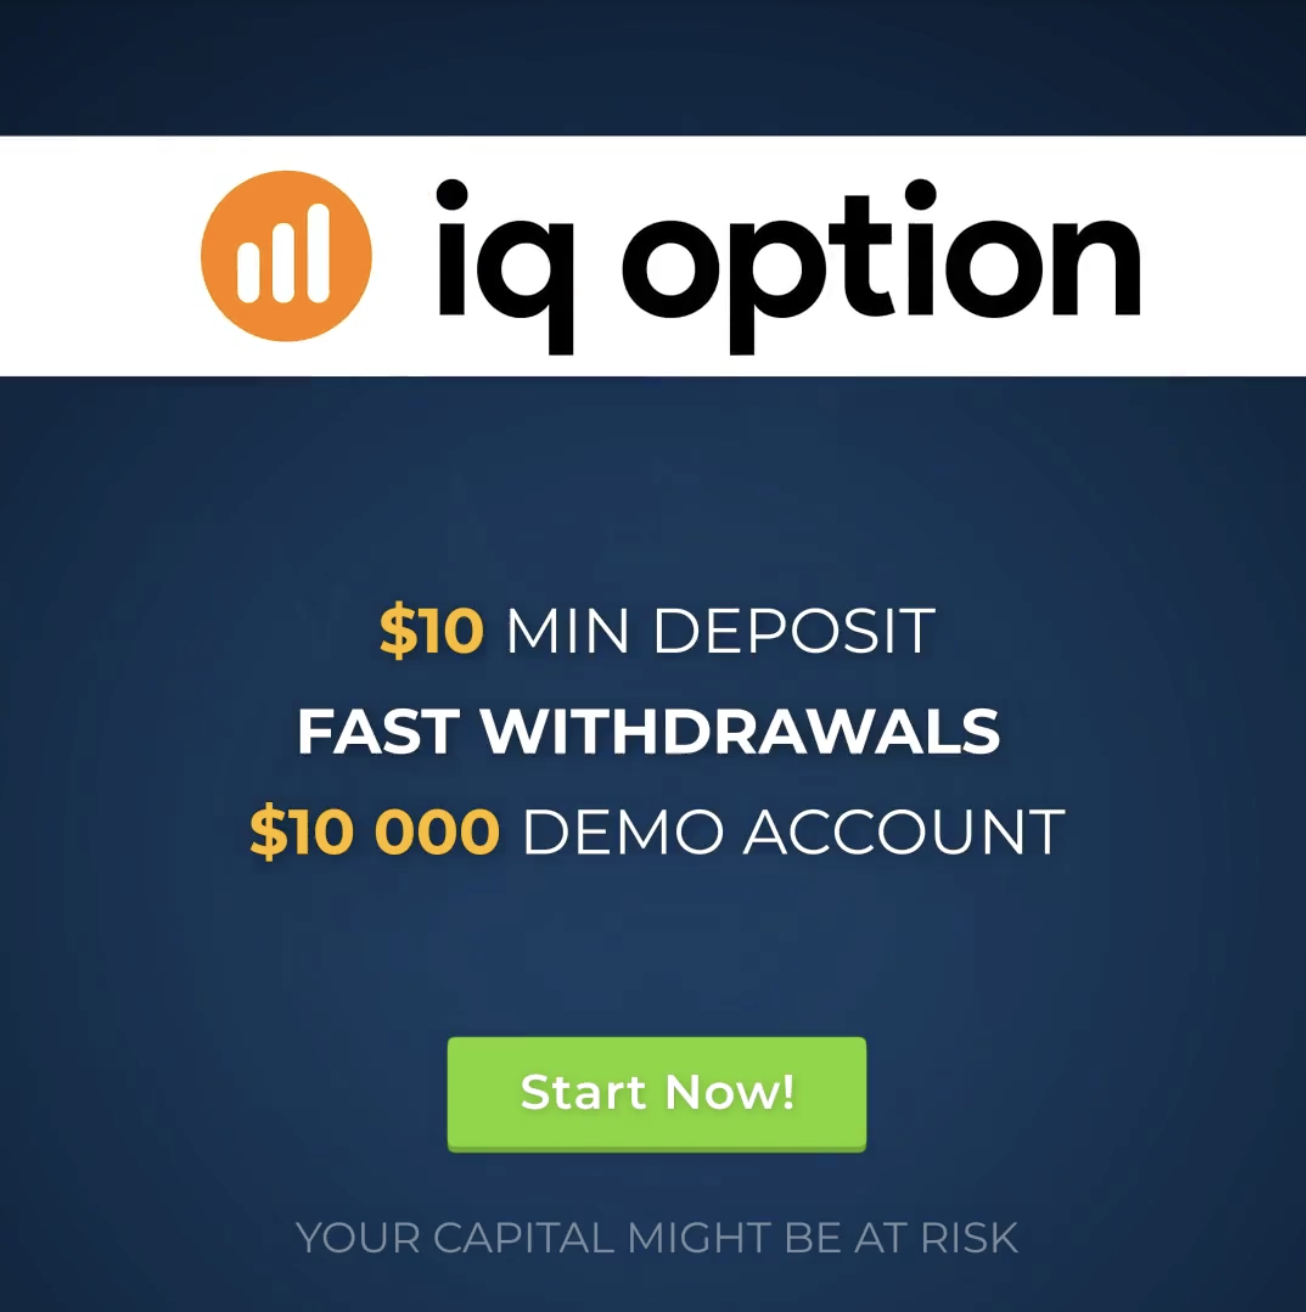 iq option
$10 MIN DEPOSIT
FAST WITHDRAWALS
$10 000 DEMO ACCOUNT
Start Now!
YOUR CAPITAL MIGHT BE AT RISK